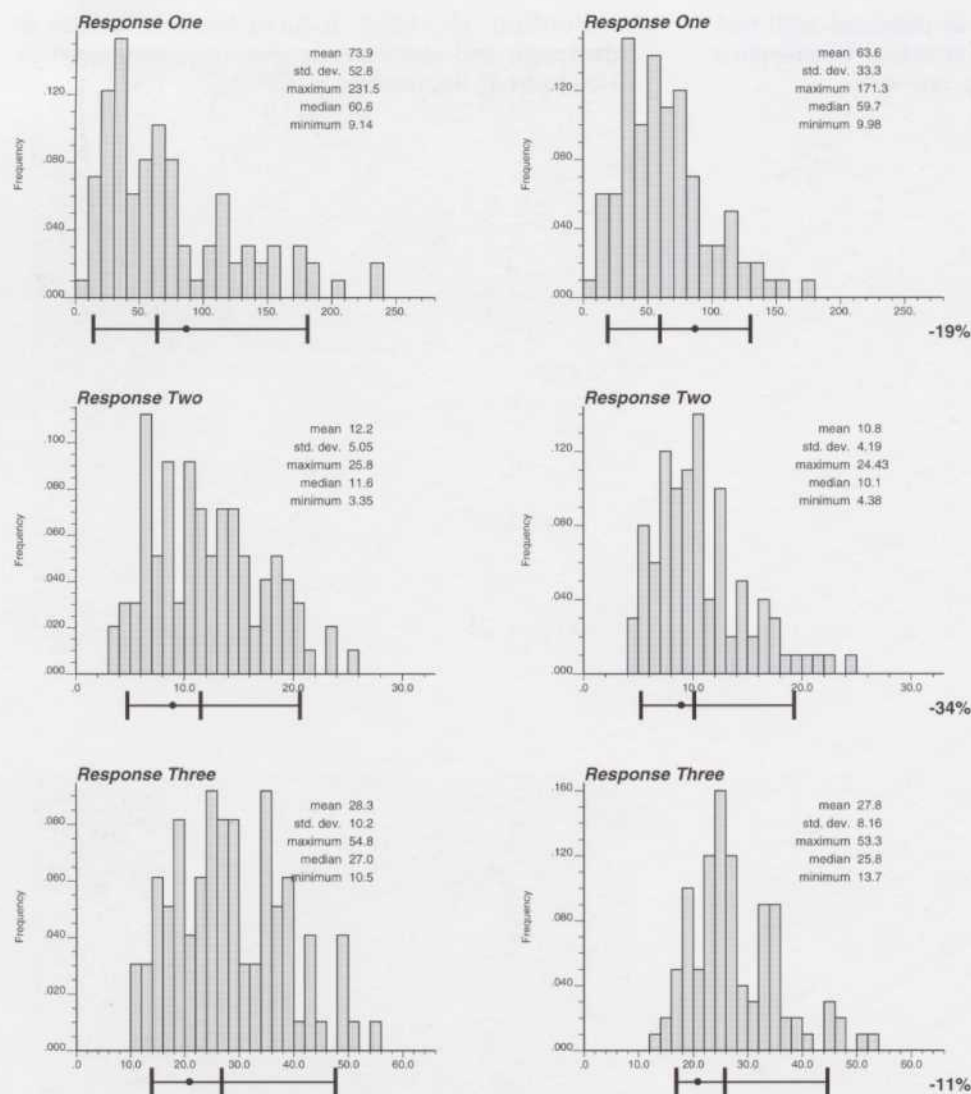 Response One
mean 73.9
std. dev. 52.8
maximum 231.5
median 60.6
minimum 9.14
Frequency
.120
.080
.040
.000
0. 50. 100. 150. 200. 250.
Response One
mean 63.6
std. dev. 33.3
maximum 171.3
median 59.7
minimum 9.98
Frequency
.120
.080
.040
.000
0. 50. 100. 150. 200. 250.
-19%
Response Two
mean 12.2
std. dev. 5.05
maximum 25.8
median 11.6
minimum 3.35
Frequency
.100
.080
.060
.040
.020
.000
.0 10.0 20.0 30.0
Response Two
mean 10.8
std. dev. 4.19
maximum 24.43
median 10.1
minimum 4.38
Frequency
.120
.080
.040
.000
.0 10.0 20.0 30.0
-34%
Response Three
mean 28.3
std. dev. 10.2
maximum 54.8
median 27.0
minimum 10.5
Frequency
.080
.060
.040
.020
.000
.0 10.0 20.0 30.0 40.0 50.0 60.0
Response Three
mean 27.8
std. dev. 8.16
maximum 53.3
median 25.8
minimum 13.7
Frequency
.160
.120
.080
.040
.000
.0 10.0 20.0 30.0 40.0 50.0 60.0
-11%